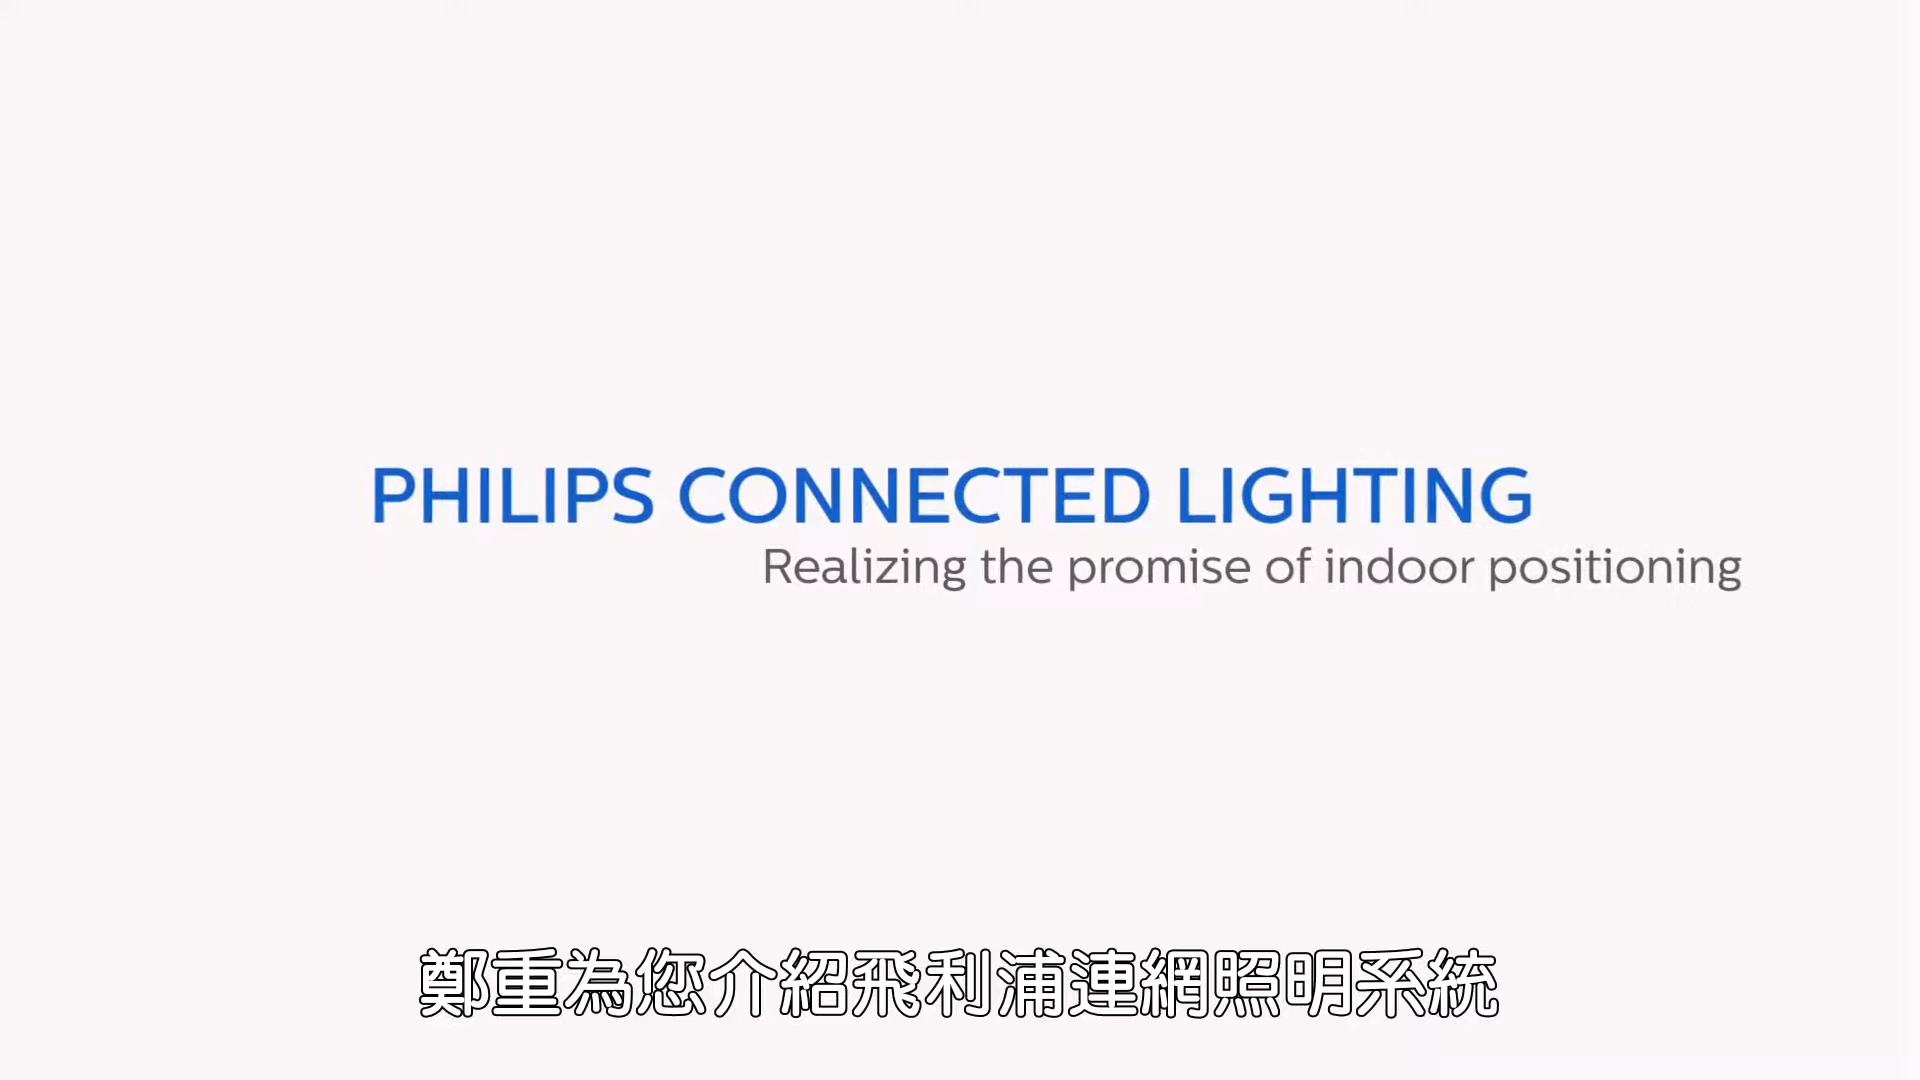 PHILIPS CONNECTED LIGHTING
Realizing the promise of indoor positioning
鄭重為您介紹飛利浦連網照明系統